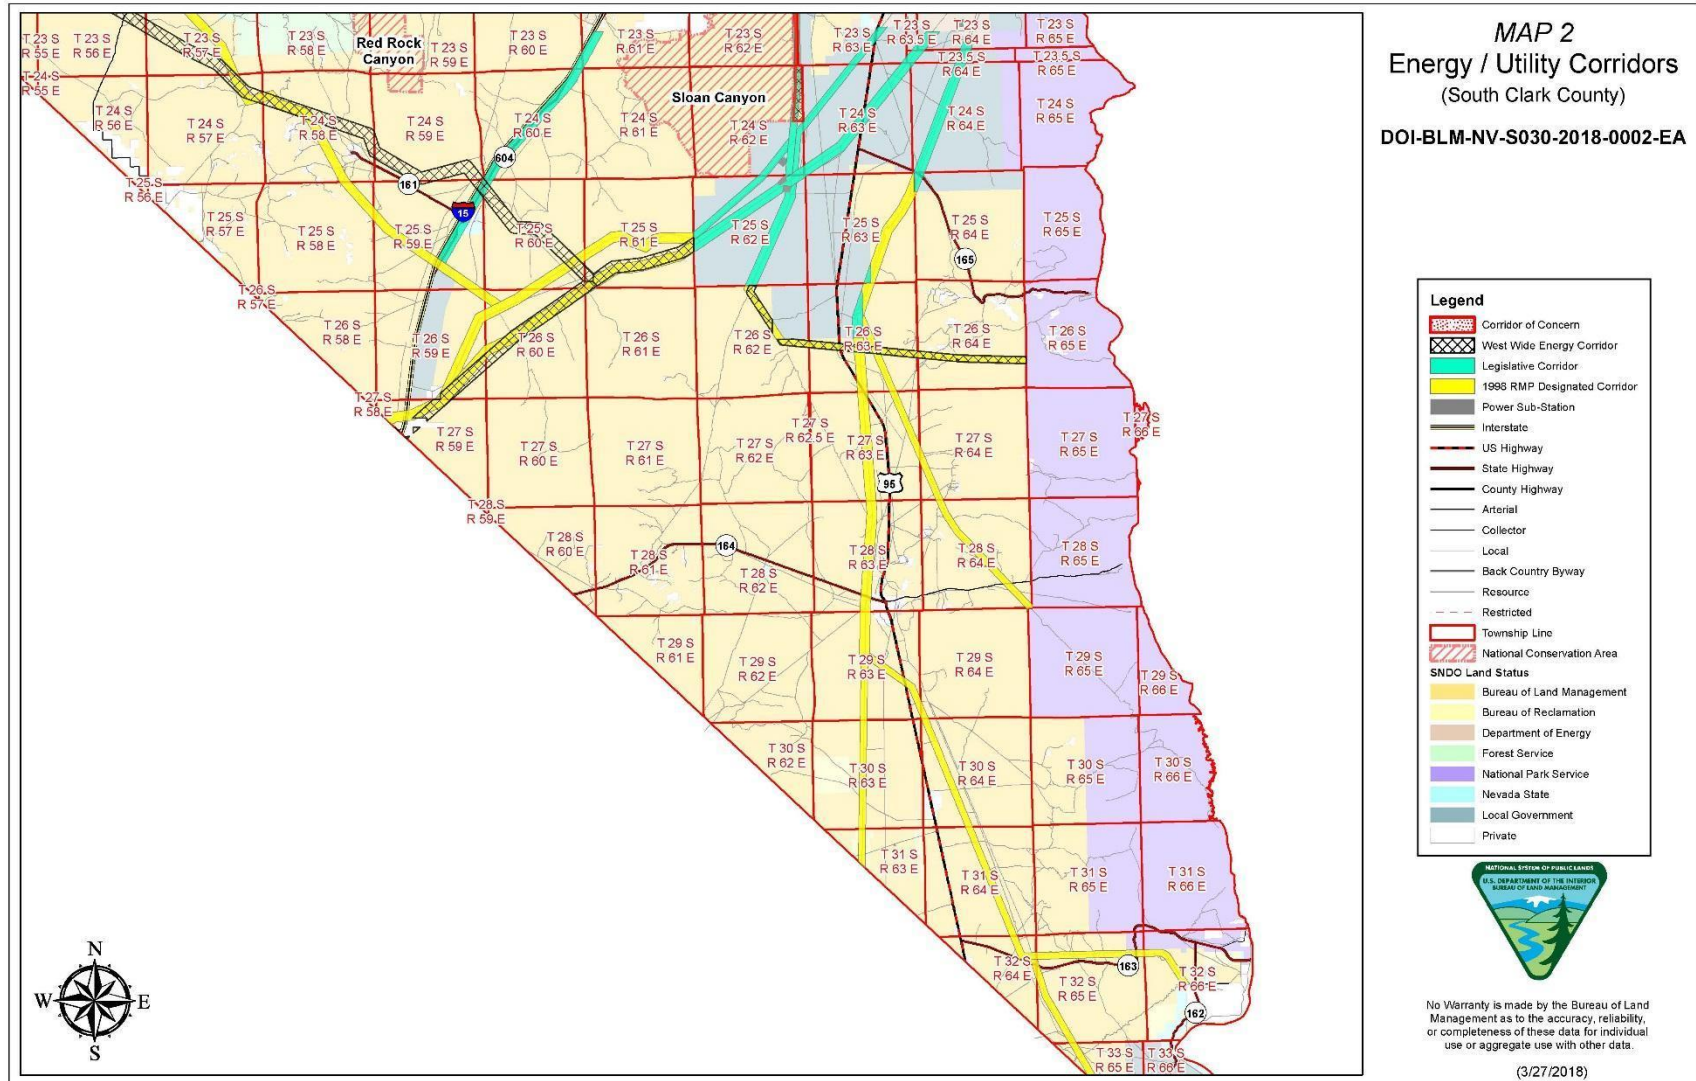 MAP 2
Energy / Utility Corridors
(South Clark County)
DOI-BLM-NV-S030-2018-0002-EA
T 23 S
R 55 E
T 23 S
R 56 E
T 23 S
R 57 E
T 23 S
R 58 E
Red Rock
Canyon
T 23 S
R 59 E
T 23 S
R 60 E
T 23 S
R 61 E
T 23 S
R 62 E
T 23 S
R 63 E
T 23 S
R 63.5 E
T 23 S
R 64 E
T 23 S
R 65 E
T 23.5 S
R 64 E
T 23.5 S
R 65 E
T 24 S
R 55 E
T 24 S
R 56 E
T 24 S
R 57 E
T 24 S
R 58 E
T 24 S
R 59 E
T 24 S
R 60 E
T 24 S
R 61 E
Sloan Canyon
T 24 S
R 62 E
T 24 S
R 63 E
T 24 S
R 64 E
T 24 S
R 65 E
604
161
15
T 25 S
R 56 E
T 25 S
R 57 E
T 25 S
R 58 E
T 25 S
R 59 E
T 25 S
R 60 E
T 25 S
R 61 E
T 25 S
R 62 E
T 25 S
R 63 E
T 25 S
R 64 E
T 25 S
R 65 E
165
T 26 S
R 57 E
T 26 S
R 58 E
T 26 S
R 59 E
T 26 S
R 60 E
T 26 S
R 61 E
T 26 S
R 62 E
T 26 S
R 63 E
T 26 S
R 64 E
T 26 S
R 65 E
T 27 S
R 58 E
T 27 S
R 59 E
T 27 S
R 60 E
T 27 S
R 61 E
T 27 S
R 62 E
T 27 S
R 62.5 E
T 27 S
R 63 E
T 27 S
R 64 E
T 27 S
R 65 E
T 27 S
R 66 E
95
T 28 S
R 59 E
T 28 S
R 60 E
T 28 S
R 61 E
164
T 28 S
R 62 E
T 28 S
R 63 E
T 28 S
R 64 E
T 28 S
R 65 E
T 29 S
R 61 E
T 29 S
R 62 E
T 29 S
R 63 E
T 29 S
R 64 E
T 29 S
R 65 E
T 29 S
R 66 E
T 30 S
R 62 E
T 30 S
R 63 E
T 30 S
R 64 E
T 30 S
R 65 E
T 30 S
R 66 E
T 31 S
R 63 E
T 31 S
R 64 E
T 31 S
R 65 E
T 31 S
R 66 E
T 32 S
R 64 E
T 32 S
R 65 E
163
T 32 S
R 66 E
162
T 33 S
R 65 E
T 33 S
R 66 E
N
W
E
S
Legend
Corridor of Concern
West Wide Energy Corridor
Legislative Corridor
1998 RMP Designated Corridor
Power Sub-Station
Interstate
US Highway
State Highway
County Highway
Arterial
Collector
Local
Back Country Byway
Resource
Restricted
Township Line
National Conservation Area
SNDO Land Status
Bureau of Land Management
Bureau of Reclamation
Department of Energy
Forest Service
National Park Service
Nevada State
Local Government
Private
NATIONAL SYSTEM OF PUBLIC LANDS
U.S. DEPARTMENT OF THE INTERIOR
BUREAU OF LAND MANAGEMENT
No Warranty is made by the Bureau of Land
Management as to the accuracy, reliability,
or completeness of these data for individual
use or aggregate use with other data.
(3/27/2018)